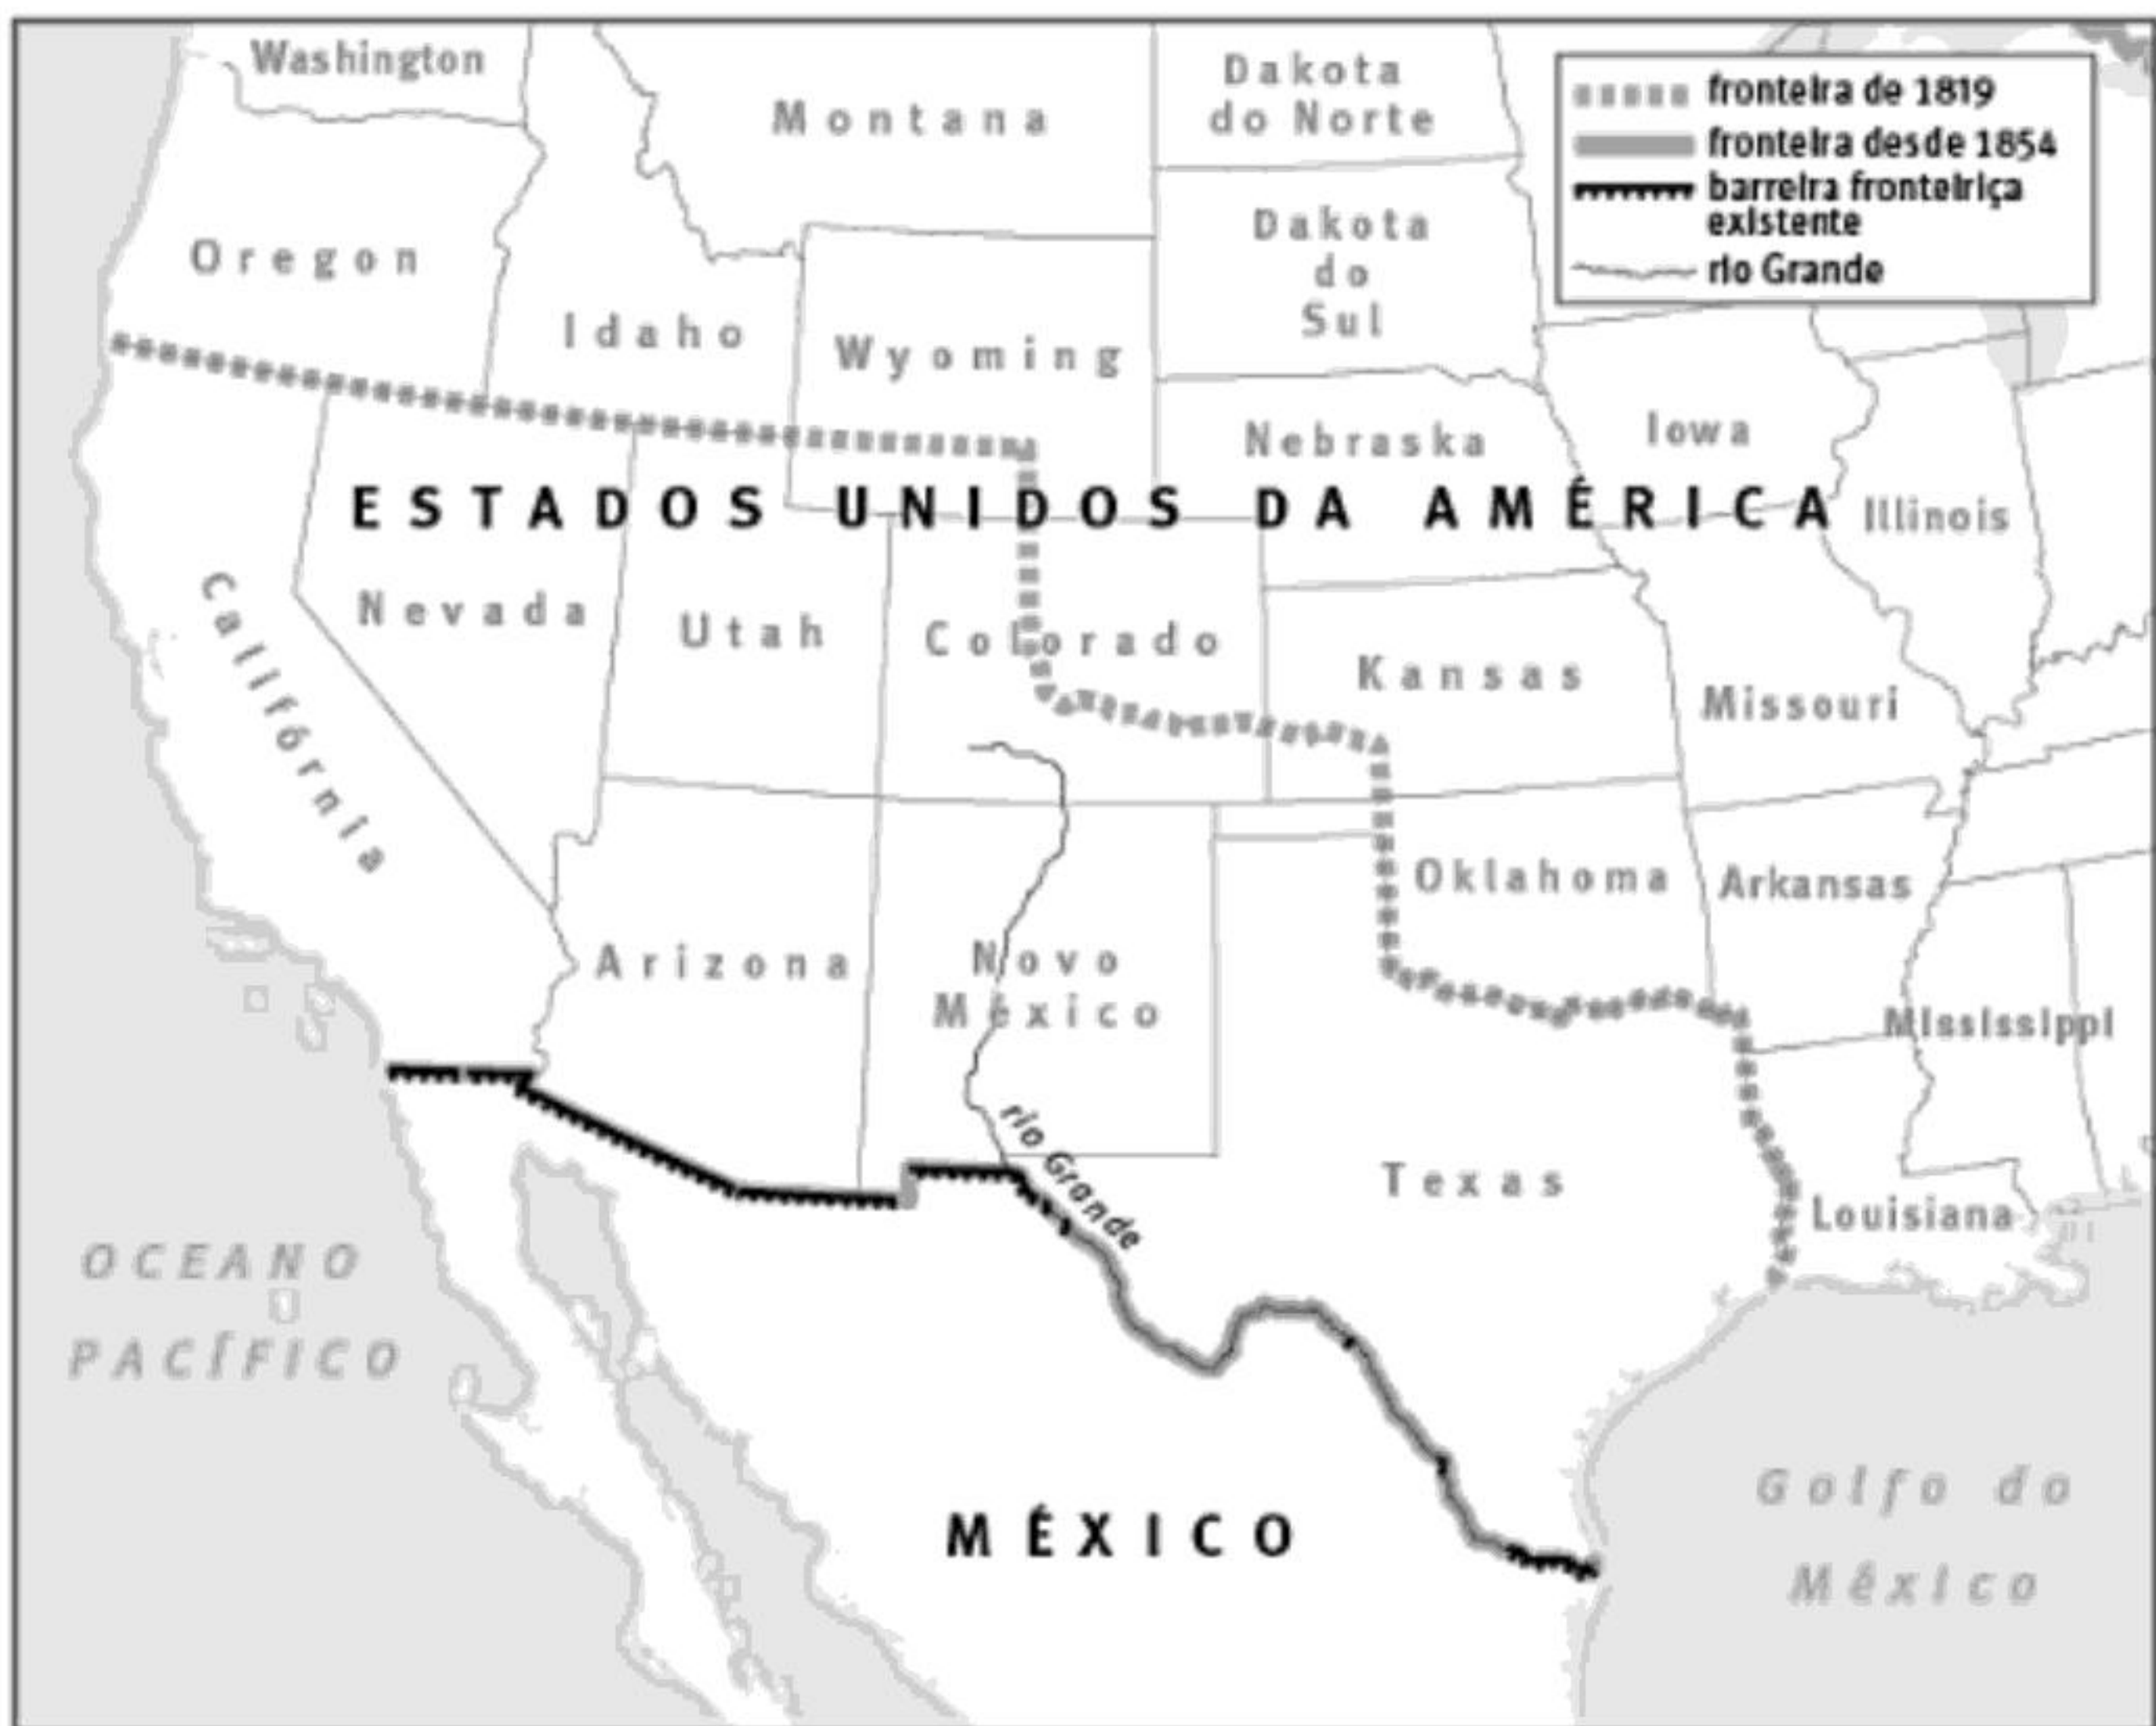 Washington
Montana
Dakota
do Norte
fronteira de 1819
fronteira desde 1854
barreira fronteiriça
existente
rio Grande
Oregon
Dakota
do
Sul
Idaho
Wyoming
Nebraska
Iowa
ESTADOS UNIDOS DA AMÉRICA
Illinois
Califórnia
Nevada
Utah
Colorado
Kansas
Missouri
Oklahoma
Arkansas
Arizona
Novo
México
Mississippi
rio Grande
Texas
Louisiana
OCEANO
PACÍFICO
MÉXICO
Golfo do
México